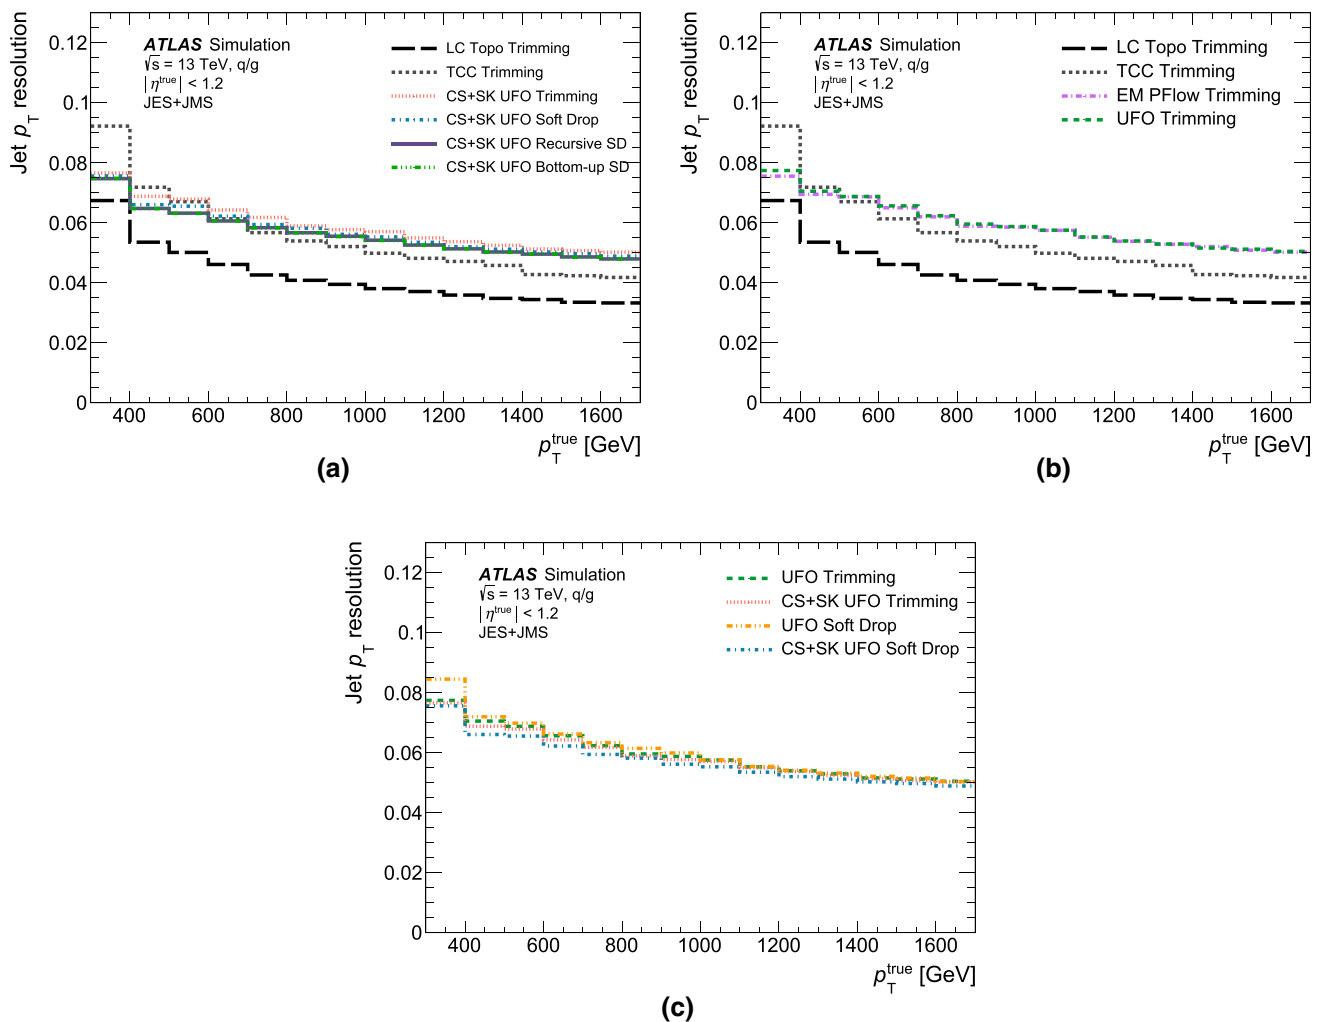 Jet pT resolution
0.12
0.1
0.08
0.06
0.04
0.02
0
ATLAS Simulation
√s = 13 TeV, q/g
|η^true| < 1.2
JES+JMS
LC Topo Trimming
TCC Trimming
CS+SK UFO Trimming
CS+SK UFO Soft Drop
CS+SK UFO Recursive SD
CS+SK UFO Bottom-up SD
400 600 800 1000 1200 1400 1600
pT^true [GeV]
(a)
Jet pT resolution
0.12
0.1
0.08
0.06
0.04
0.02
0
ATLAS Simulation
√s = 13 TeV, q/g
|η^true| < 1.2
JES+JMS
LC Topo Trimming
TCC Trimming
EM PFlow Trimming
UFO Trimming
400 600 800 1000 1200 1400 1600
pT^true [GeV]
(b)
Jet pT resolution
0.12
0.1
0.08
0.06
0.04
0.02
0
ATLAS Simulation
√s = 13 TeV, q/g
|η^true| < 1.2
JES+JMS
UFO Trimming
CS+SK UFO Trimming
UFO Soft Drop
CS+SK UFO Soft Drop
400 600 800 1000 1200 1400 1600
pT^true [GeV]
(c)